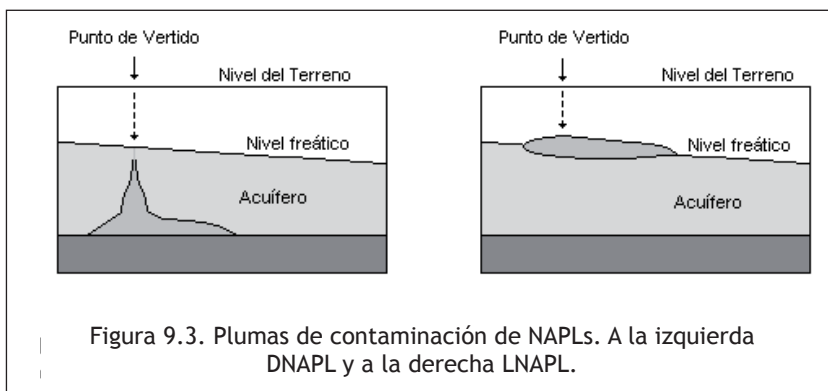 Punto de Vertido
Nivel del Terreno
Nivel freático
Acuífero
Punto de Vertido
Nivel del Terreno
Nivel freático
Acuífero
Figura 9.3. Plumas de contaminación de NAPLs. A la izquierda
DNAPL y a la derecha LNAPL.